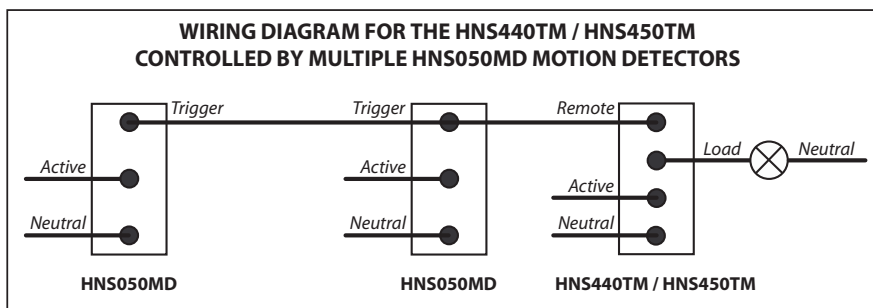 WIRING DIAGRAM FOR THE HNS440TM / HNS450TM
CONTROLLED BY MULTIPLE HNS050MD MOTION DETECTORS
Trigger
Trigger
Remote
Load
Neutral
Active
Active
Active
Neutral
Neutral
Neutral
HNS050MD
HNS050MD
HNS440TM / HNS450TM